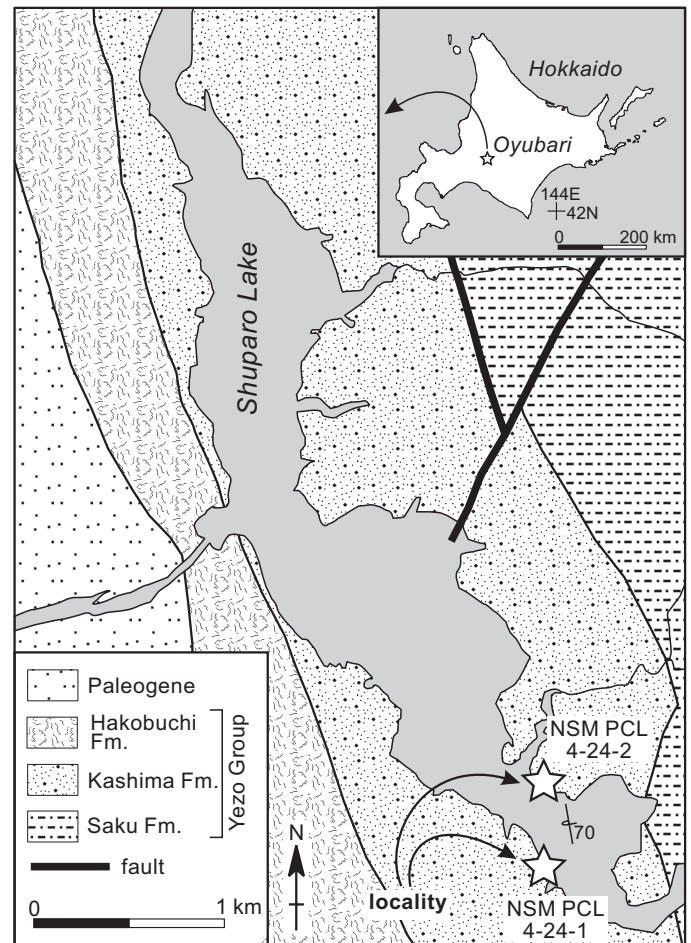 Hokkaido
Oyubari
144E
42N
0 200 km
Shuparo Lake
Paleogene
Hakobuchi
Fm.
Kashima Fm.
Saku Fm.
Yezo Group
fault
0 1 km
N
NSM PCL
4-24-2
70
locality
NSM PCL
4-24-1